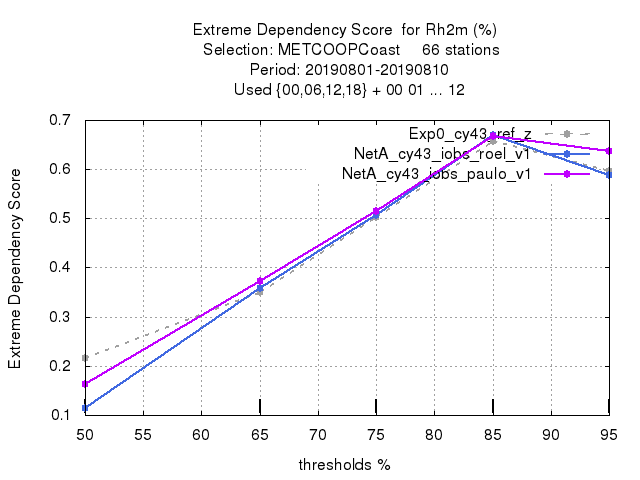 Extreme Dependency Score  for Rh2m (%)
Selection: METCOOPCoast     66 stations
Period: 20190801-20190810
Used {00,06,12,18} + 00 01 ... 12
Extreme Dependency Score
0.7
0.6
0.5
0.4
0.3
0.2
0.1
Exp0_cy43_ref_z
NetA_cy43_iobs_roel_v1
NetA_cy43_iobs_paulo_v1
50 55 60 65 70 75 80 85 90 95
thresholds %